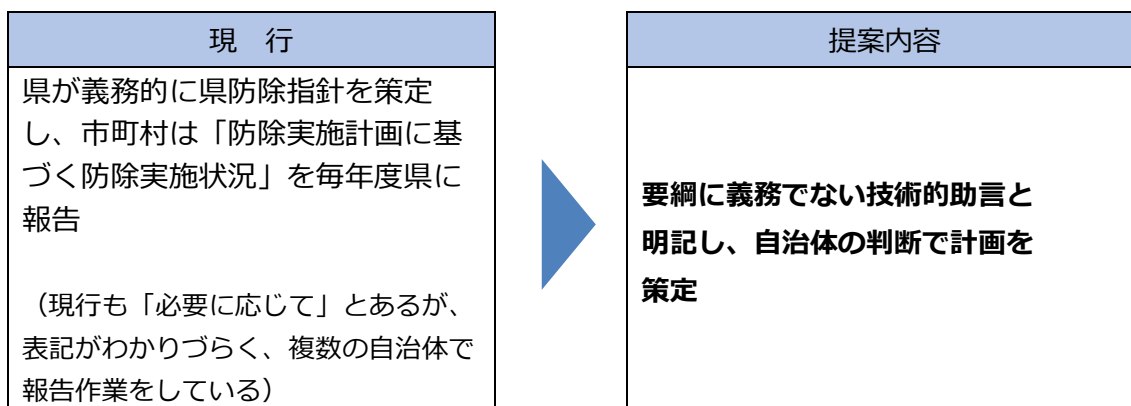 現　行
県が義務的に県防除指針を策定
し、市町村は「防除実施計画に基
づく防除実施状況」を毎年度県に
報告
（現行も「必要に応じて」とあるが、
表記がわかりづらく、複数の自治体で
報告作業をしている）
提案内容
要綱に義務でない技術的助言と
明記し、自治体の判断で計画を
策定